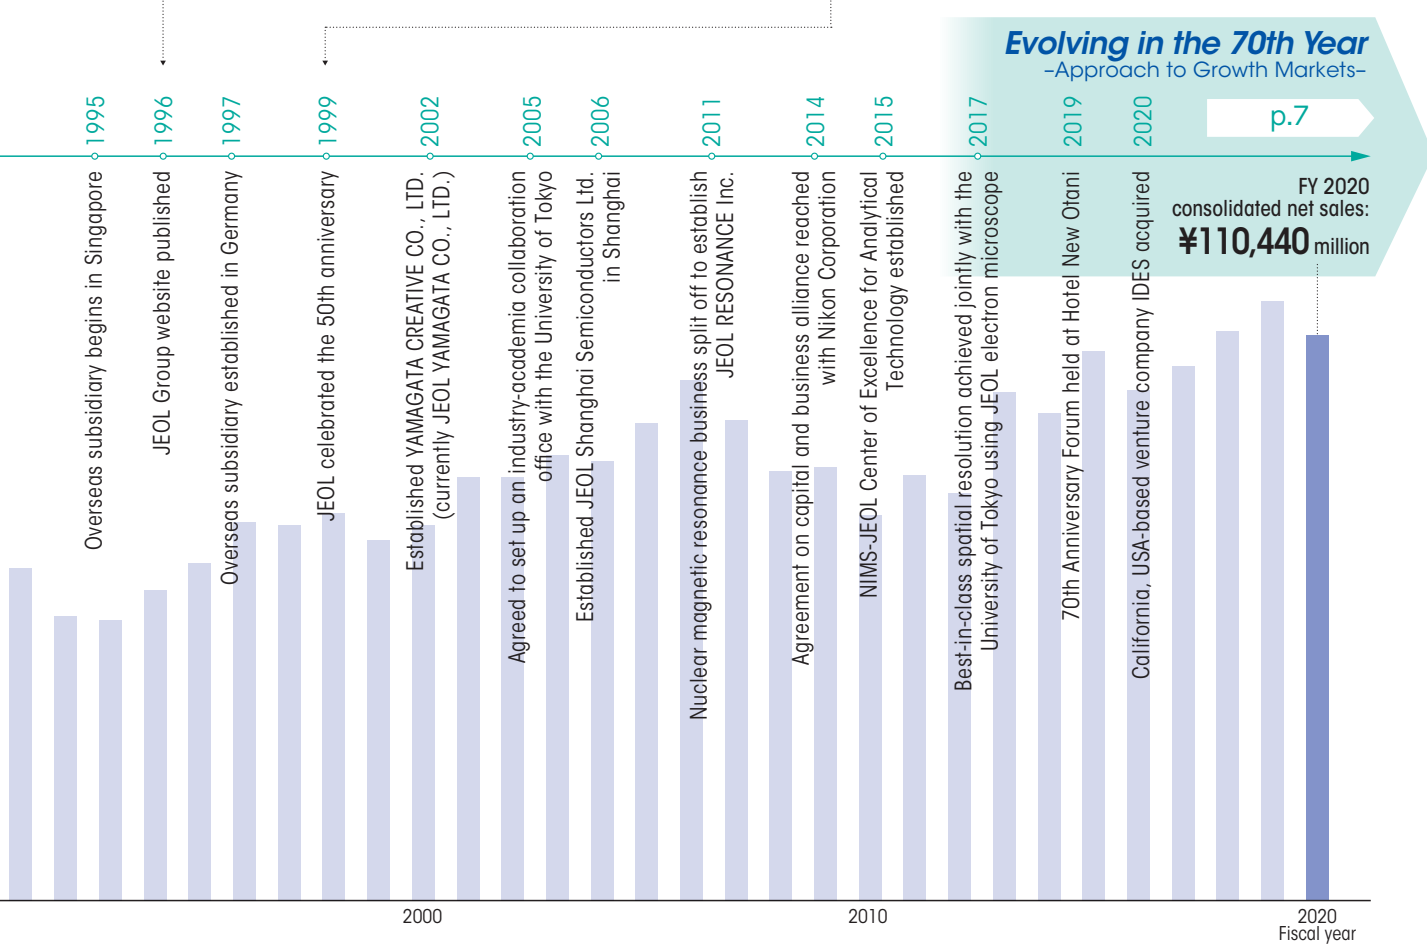 Evolving in the 70th Year
–Approach to Growth Markets–
p.7
1995
1996
1997
1999
2002
2005
2006
2011
2014
2015
2017
2019
2020
Overseas subsidiary begins in Singapore
JEOL Group website published
Overseas subsidiary established in Germany
JEOL celebrated the 50th anniversary
Established YAMAGATA CREATIVE CO., LTD.
(currently JEOL YAMAGATA CO., LTD.)
Agreed to set up an industry-academia collaboration
office with the University of Tokyo
Established JEOL Shanghai Semiconductors Ltd.
in Shanghai
Nuclear magnetic resonance business split off to establish
JEOL RESONANCE Inc.
Agreement on capital and business alliance reached
with Nikon Corporation
NIMS-JEOL Center of Excellence for Analytical
Technology established
Best-in-class spatial resolution achieved jointly with the
University of Tokyo using JEOL electron microscope
70th Anniversary Forum held at Hotel New Otani
California, USA-based venture company IDES acquired
FY 2020
consolidated net sales:
¥110,440 million
2000
2010
2020
Fiscal year